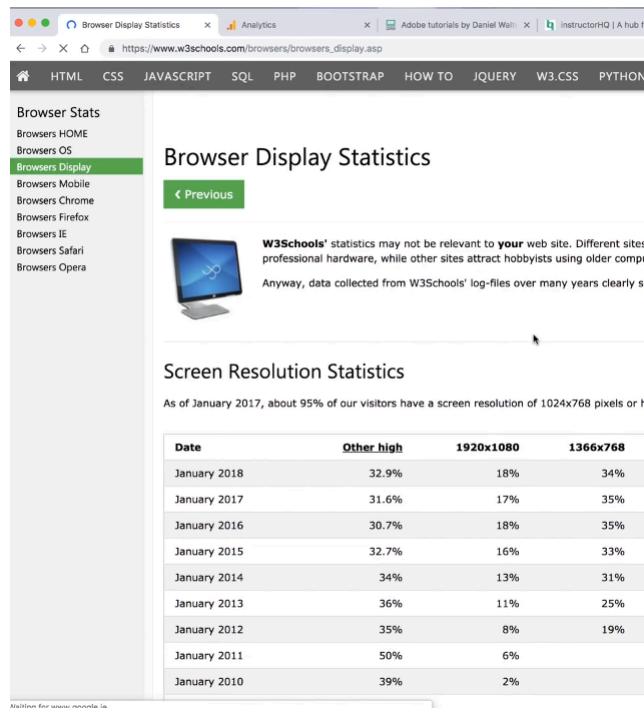 Browser Display Statistics
Analytics
Adobe tutorials by Daniel Walt
instructorHQ | A hub f
https://www.w3schools.com/browsers/browsers_display.asp
HTML CSS JAVASCRIPT SQL PHP BOOTSTRAP HOW TO JQUERY W3.CSS PYTHON
Browser Stats
Browsers HOME
Browsers OS
Browsers Display
Browsers Mobile
Browsers Chrome
Browsers Firefox
Browsers IE
Browsers Safari
Browsers Opera
Browser Display Statistics
❮ Previous
W3Schools' statistics may not be relevant to your web site. Different sites
professional hardware, while other sites attract hobbyists using older comp
Anyway, data collected from W3Schools' log-files over many years clearly s
Screen Resolution Statistics
As of January 2017, about 95% of our visitors have a screen resolution of 1024x768 pixels or h
Date Other high 1920x1080 1366x768
January 2018 32.9% 18% 34%
January 2017 31.6% 17% 35%
January 2016 30.7% 18% 35%
January 2015 32.7% 16% 33%
January 2014 34% 13% 31%
January 2013 36% 11% 25%
January 2012 35% 8% 19%
January 2011 50% 6%
January 2010 39% 2%
Waiting for www.google.ie